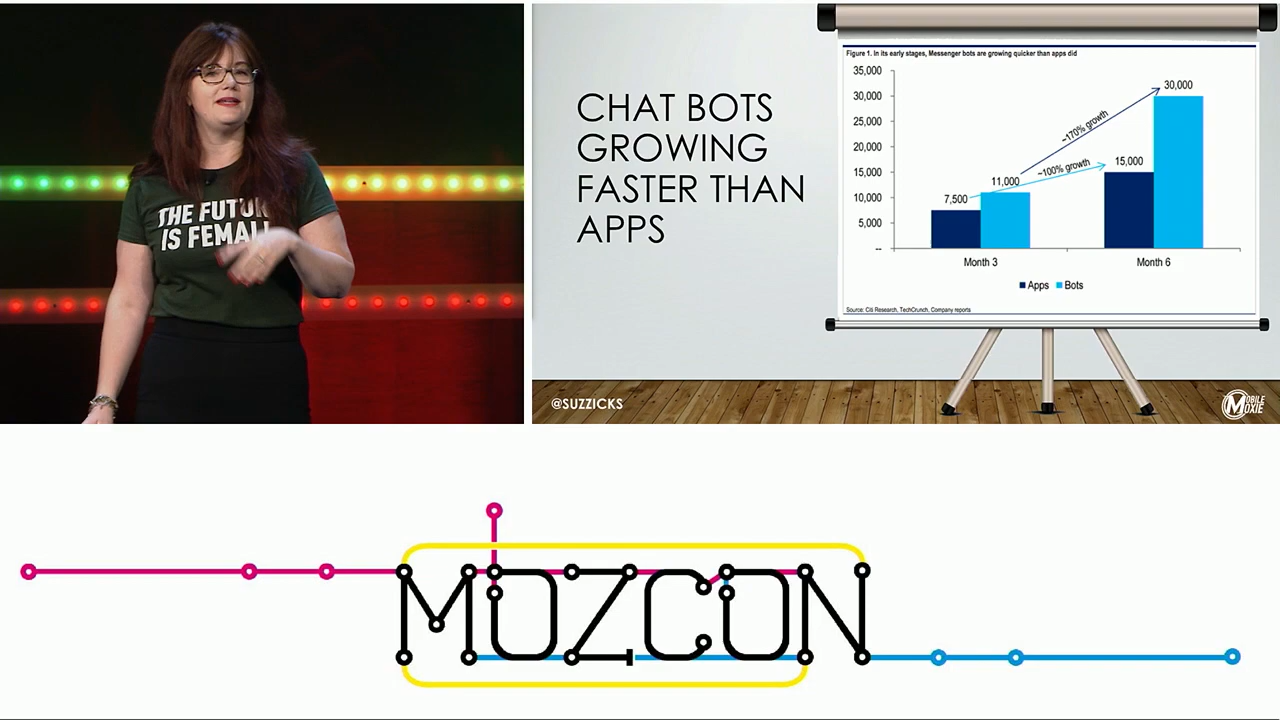 THE FUTUR
IS FEMAL
CHAT BOTS
GROWING
FASTER THAN
APPS
Figure 1. In its early stages, Messenger bots are growing quicker than apps did
35,000
30,000
25,000
20,000
15,000
10,000
5,000
--
7,500
11,000
15,000
30,000
~170% growth
~100% growth
Month 3
Month 6
Apps
Bots
Source: Citi Research, TechCrunch, Company reports
@SUZZICKS
MOBILE
MOXIE
MOZCON